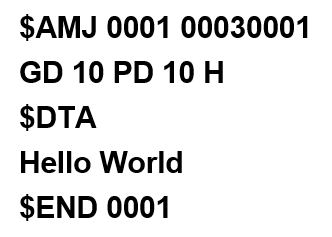 $AMJ 0001 00030001
GD 10 PD 10 H
$DTA
Hello World
$END 0001